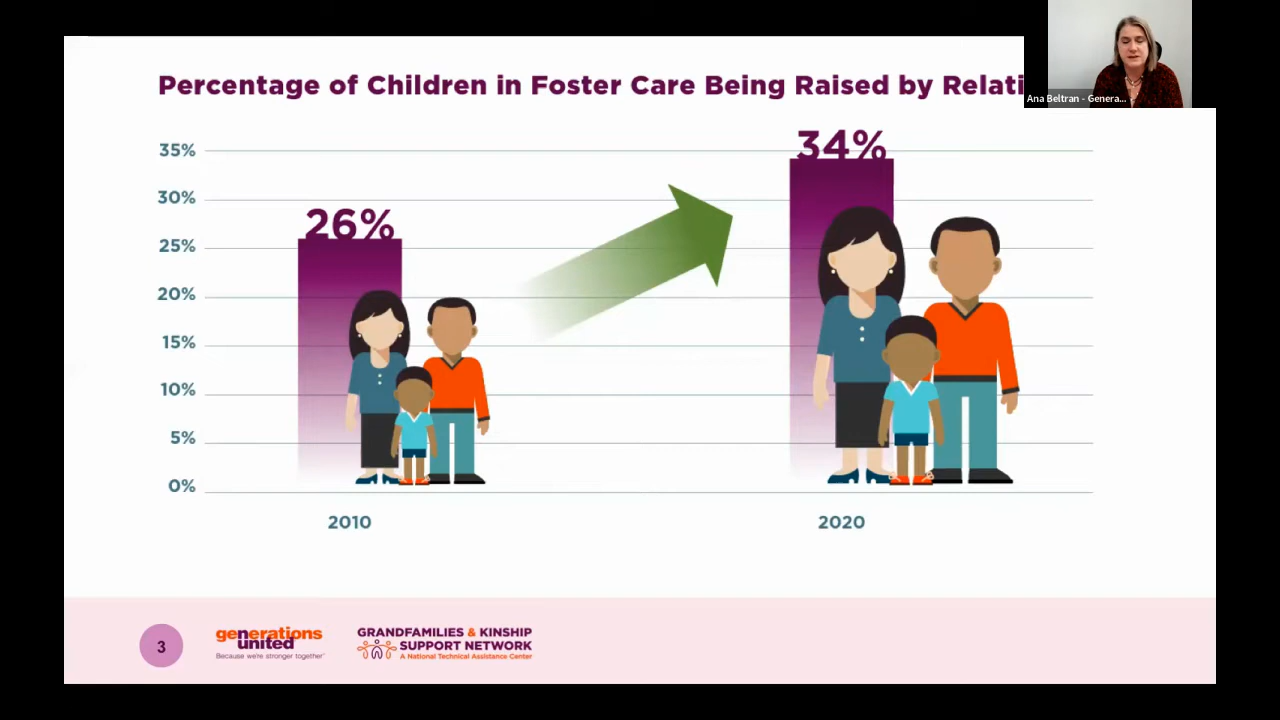 Percentage of Children in Foster Care Being Raised by Relati
Ana Beltran - Genera...
35%
30%
25%
20%
15%
10%
5%
0%
26%
34%
2010
2020
3
generations
united
Because we're stronger together™
GRANDFAMILIES & KINSHIP
SUPPORT NETWORK
A National Technical Assistance Center